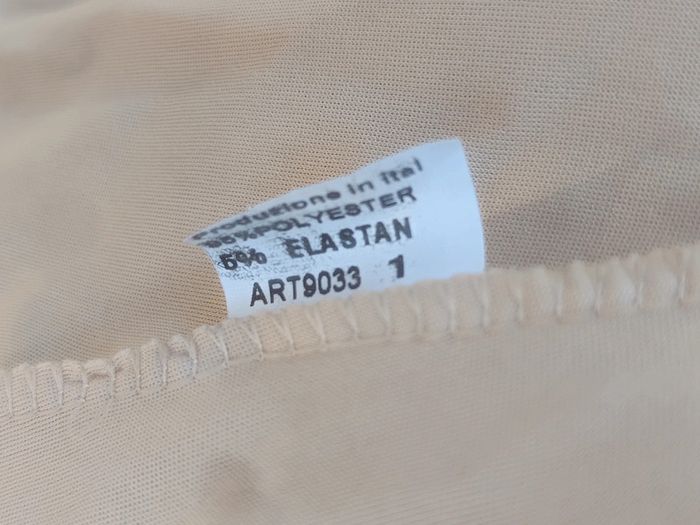 Produzione in ital
95%POLYESTER
5% ELASTAN
ART9033 1